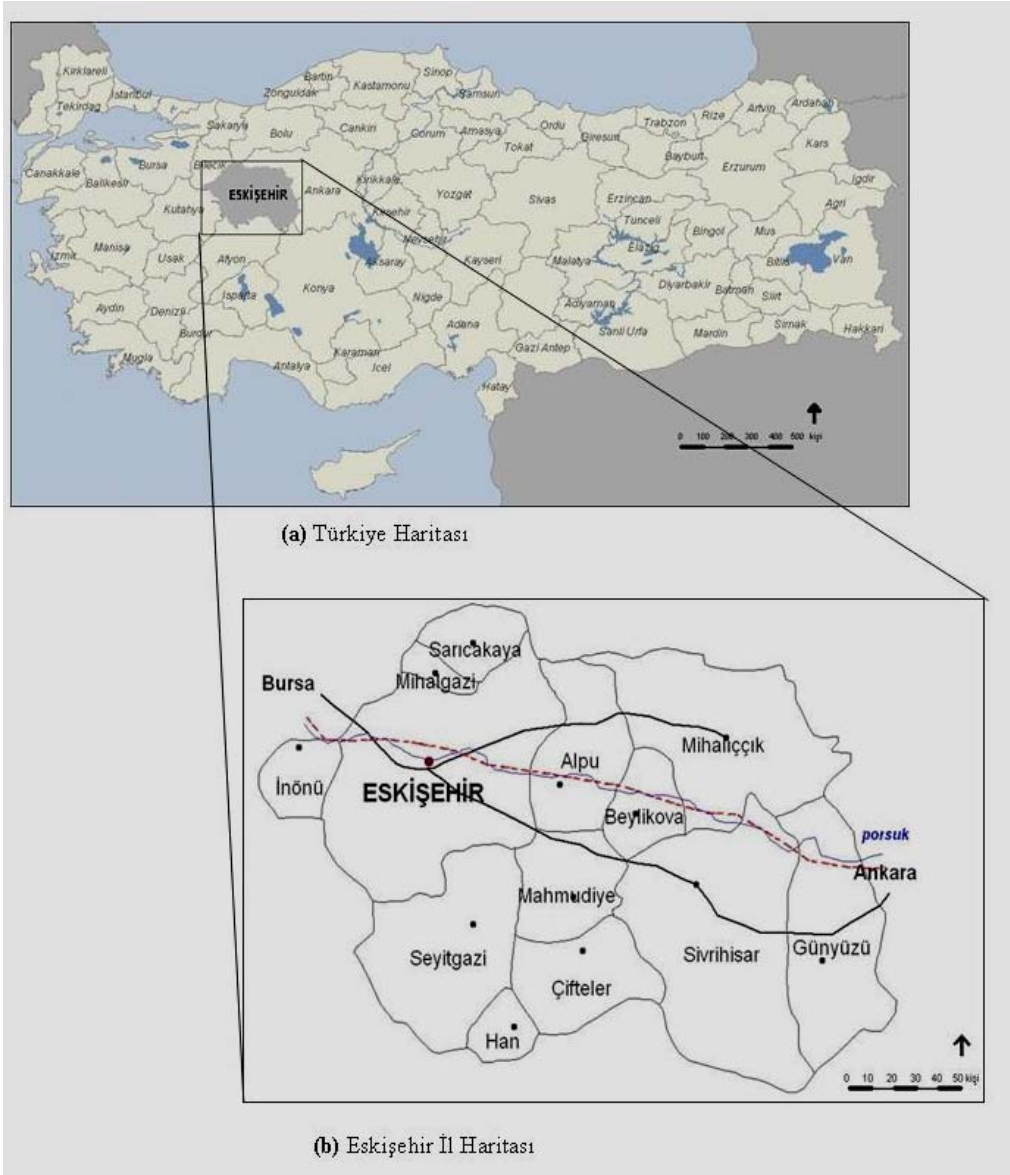 Kirklareli
Tekirdag
Istanbul
Bartin
Zonguldak
Kastamonu
Sinop
Samsun
Sakarya
Bolu
Cankiri
Corum
Amasya
Ordu
Tokat
Giresun
Trabzon
Rize
Artvin
Ardahan
Kars
Bayburt
Erzurum
Igdir
Agri
Canakkale
Balikesir
Bursa
Bilecik
Kutahya
ESKİŞEHİR
Ankara
Kirikkale
Kirsehir
Yozgat
Sivas
Erzincan
Tunceli
Elazig
Bingol
Mus
Bitlis
Van
Izmir
Manisa
Usak
Afyon
Isparta
Konya
Aksaray
Nevsehir
Kayseri
Malatya
Diyarbakir
Batman
Siirt
Nigde
Adiyaman
Sanli Urfa
Mardin
Sirnak
Hakkari
Aydin
Denizli
Burdur
Mugla
Antalya
Karaman
Icel
Adana
Gazi Antep
Hatay
0 100 200 300 400 500 kişi
(a) Türkiye Haritası
Sarıcakaya
Mihalgazi
Bursa
Mihalıççık
Alpu
İnönü
ESKİŞEHİR
Beylikova
porsuk
Ankara
Mahmudiye
Seyitgazi
Sivrihisar
Günyüzü
Çifteler
Han
0 10 20 30 40 50 kişi
(b) Eskişehir İl Haritası